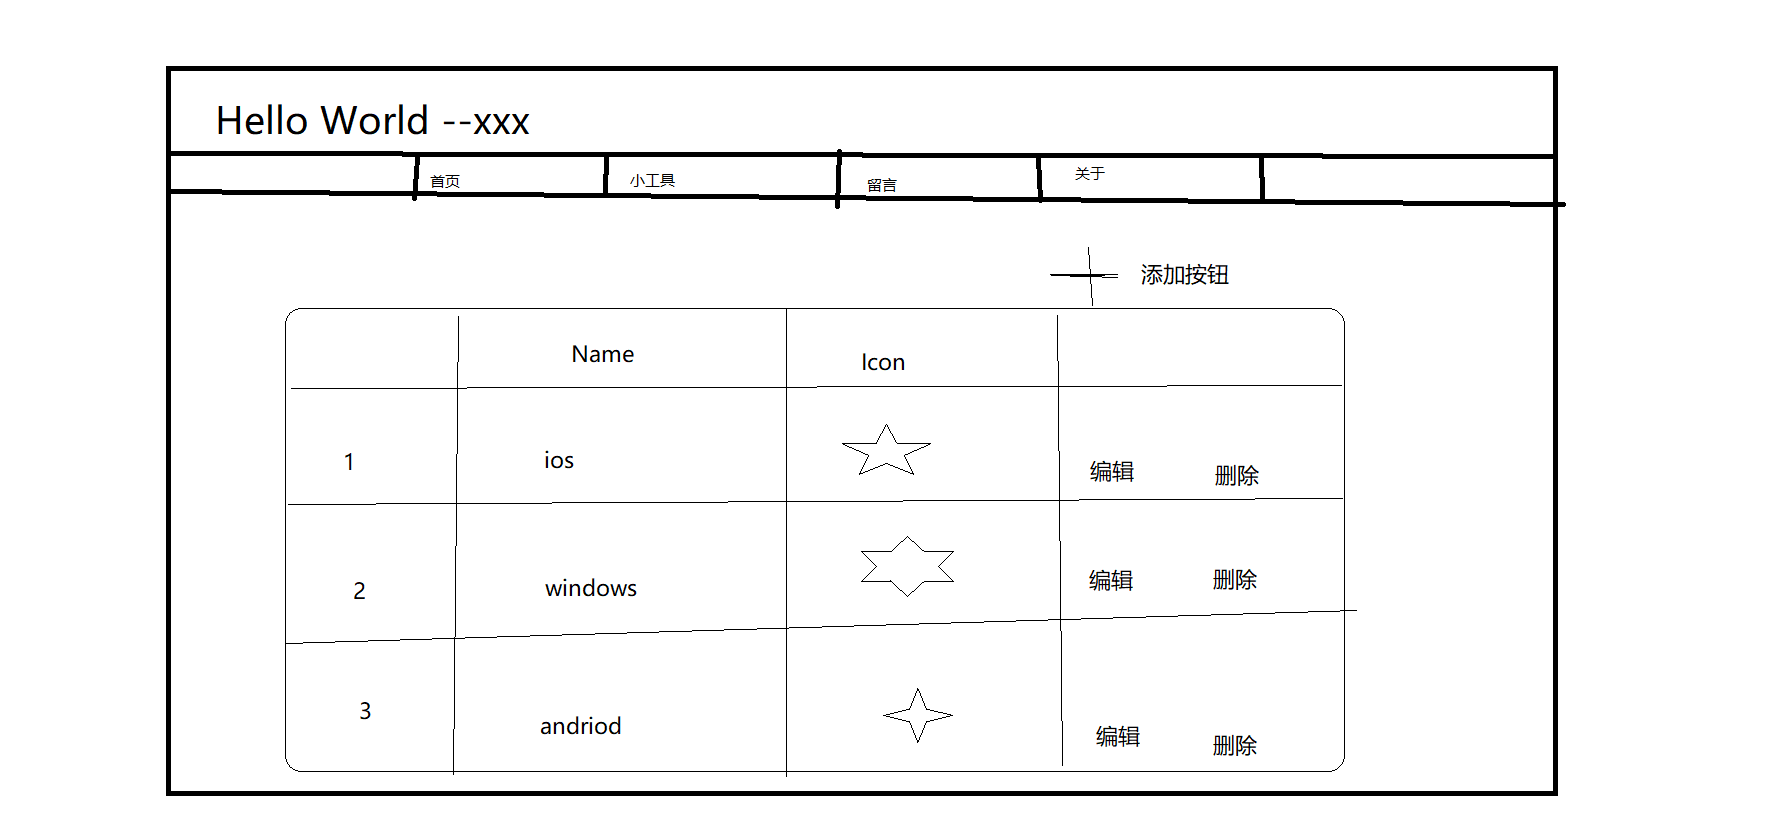 Hello World --xxx
首页 小工具 留言 关于
添加按钮
Name Icon
1 ios 编辑 删除
2 windows 编辑 删除
3 andriod 编辑 删除